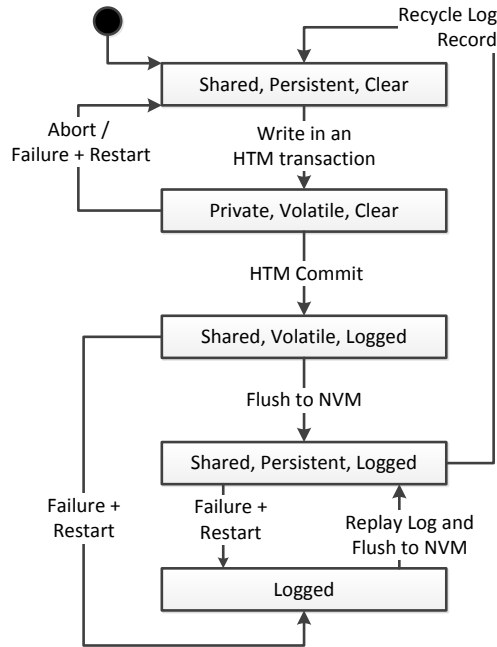 Recycle Log
Record
Shared, Persistent, Clear
Abort /
Failure + Restart
Write in an
HTM transaction
Private, Volatile, Clear
HTM Commit
Shared, Volatile, Logged
Flush to NVM
Shared, Persistent, Logged
Failure +
Restart
Failure +
Restart
Replay Log and
Flush to NVM
Logged